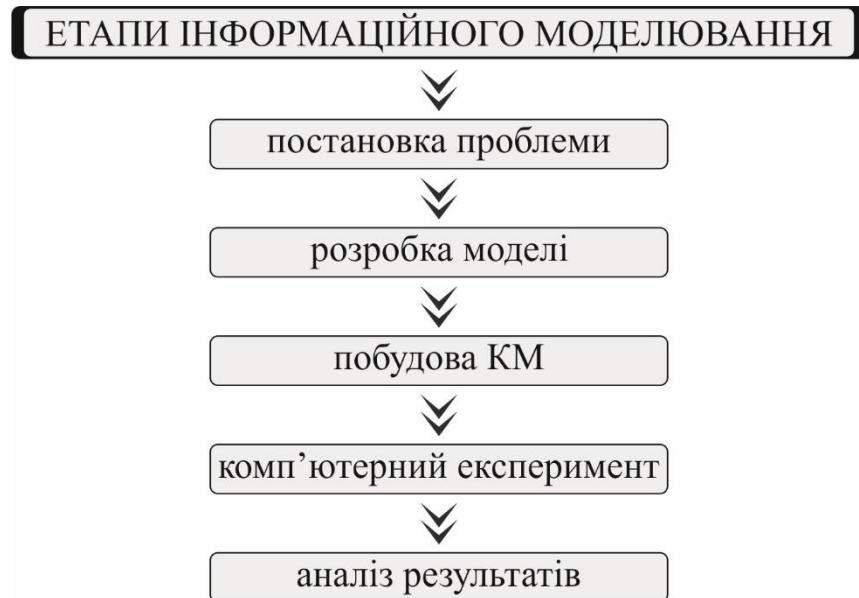 ЕТАПИ ІНФОРМАЦІЙНОГО МОДЕЛЮВАННЯ
постановка проблеми
розробка моделі
побудова КМ
комп’ютерний експеримент
аналіз результатів